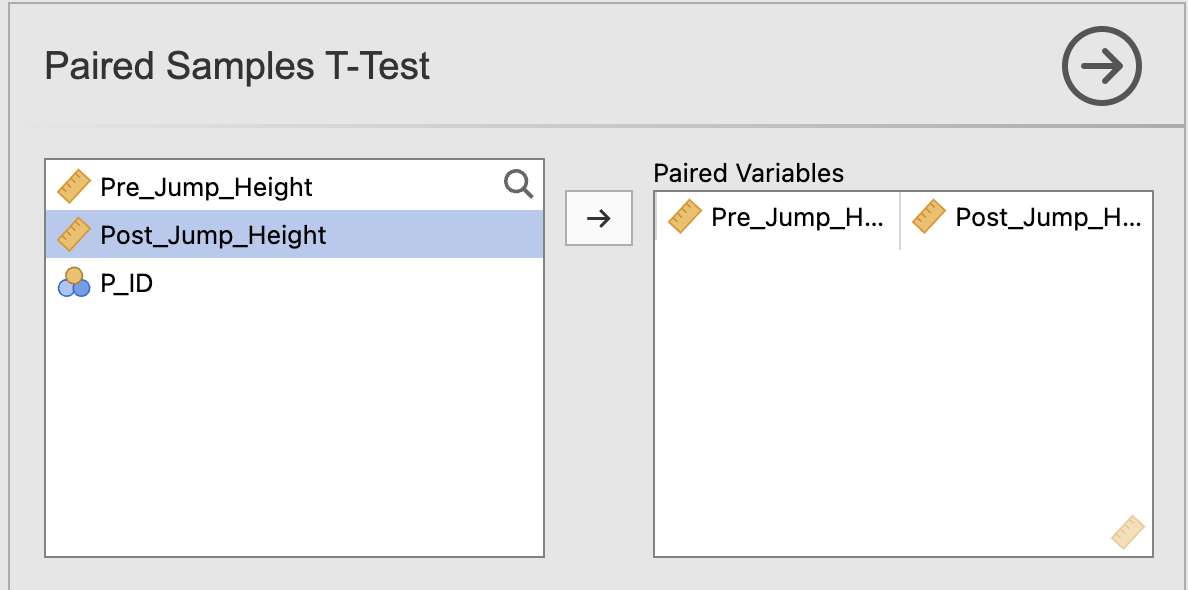 Paired Samples T-Test
Pre_Jump_Height
Post_Jump_Height
P_ID
Paired Variables
Pre_Jump_H...
Post_Jump_H...